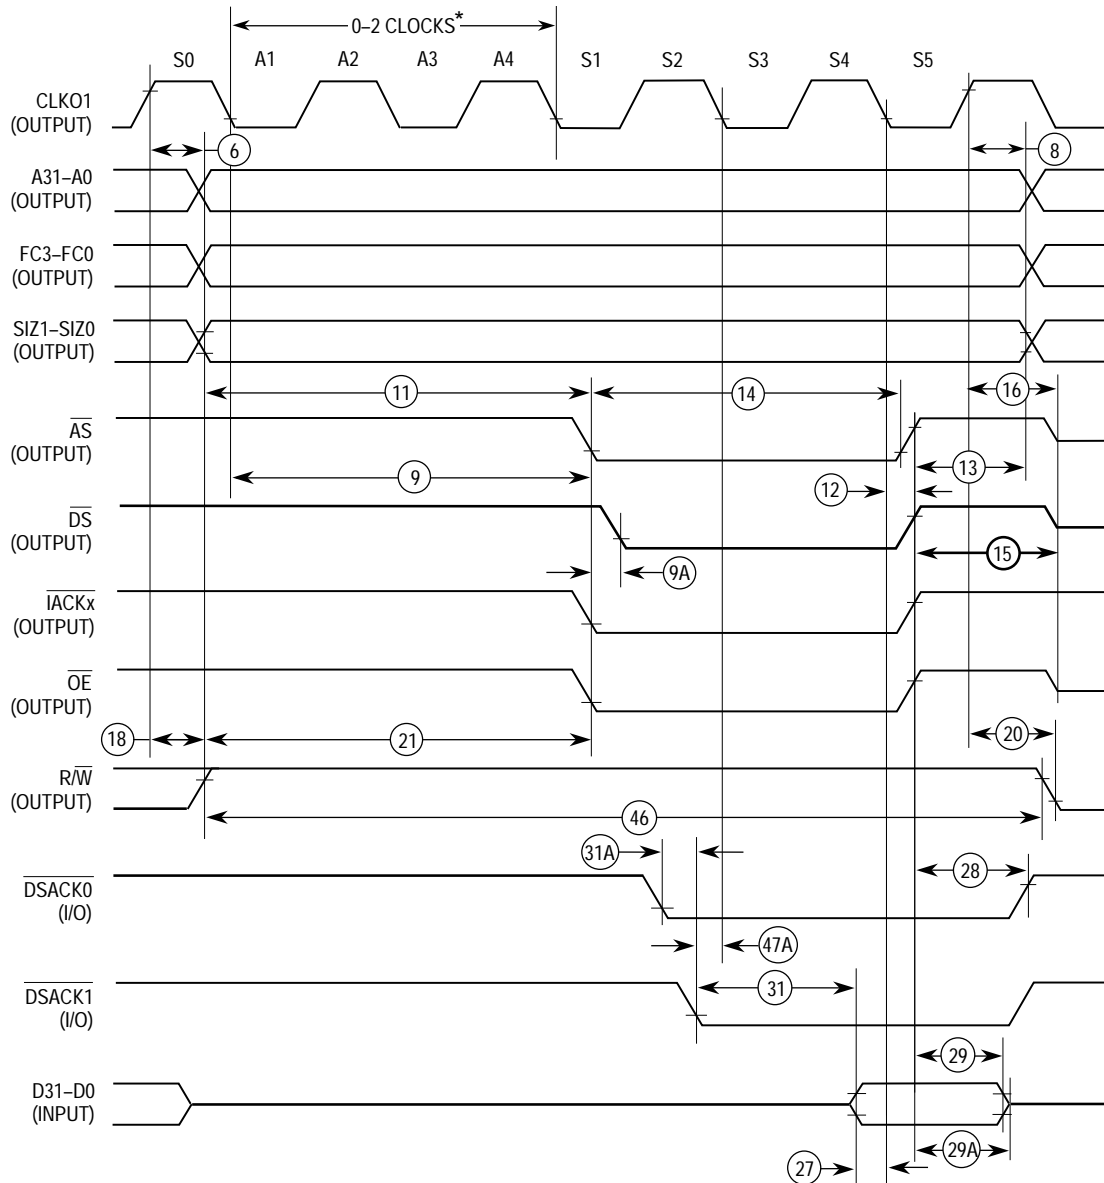 0–2 CLOCKS*
S0 A1 A2 A3 A4 S1 S2 S3 S4 S5
CLKO1
(OUTPUT)
6
8
A31–A0
(OUTPUT)
FC3–FC0
(OUTPUT)
SIZ1–SIZ0
(OUTPUT)
11
14
16
AS
(OUTPUT)
9
12
13
DS
(OUTPUT)
9A
15
IACKx
(OUTPUT)
OE
(OUTPUT)
18
21
20
R/W
(OUTPUT)
46
31A
28
DSACK0
(I/O)
47A
31
DSACK1
(I/O)
29
D31–D0
(INPUT)
27
29A